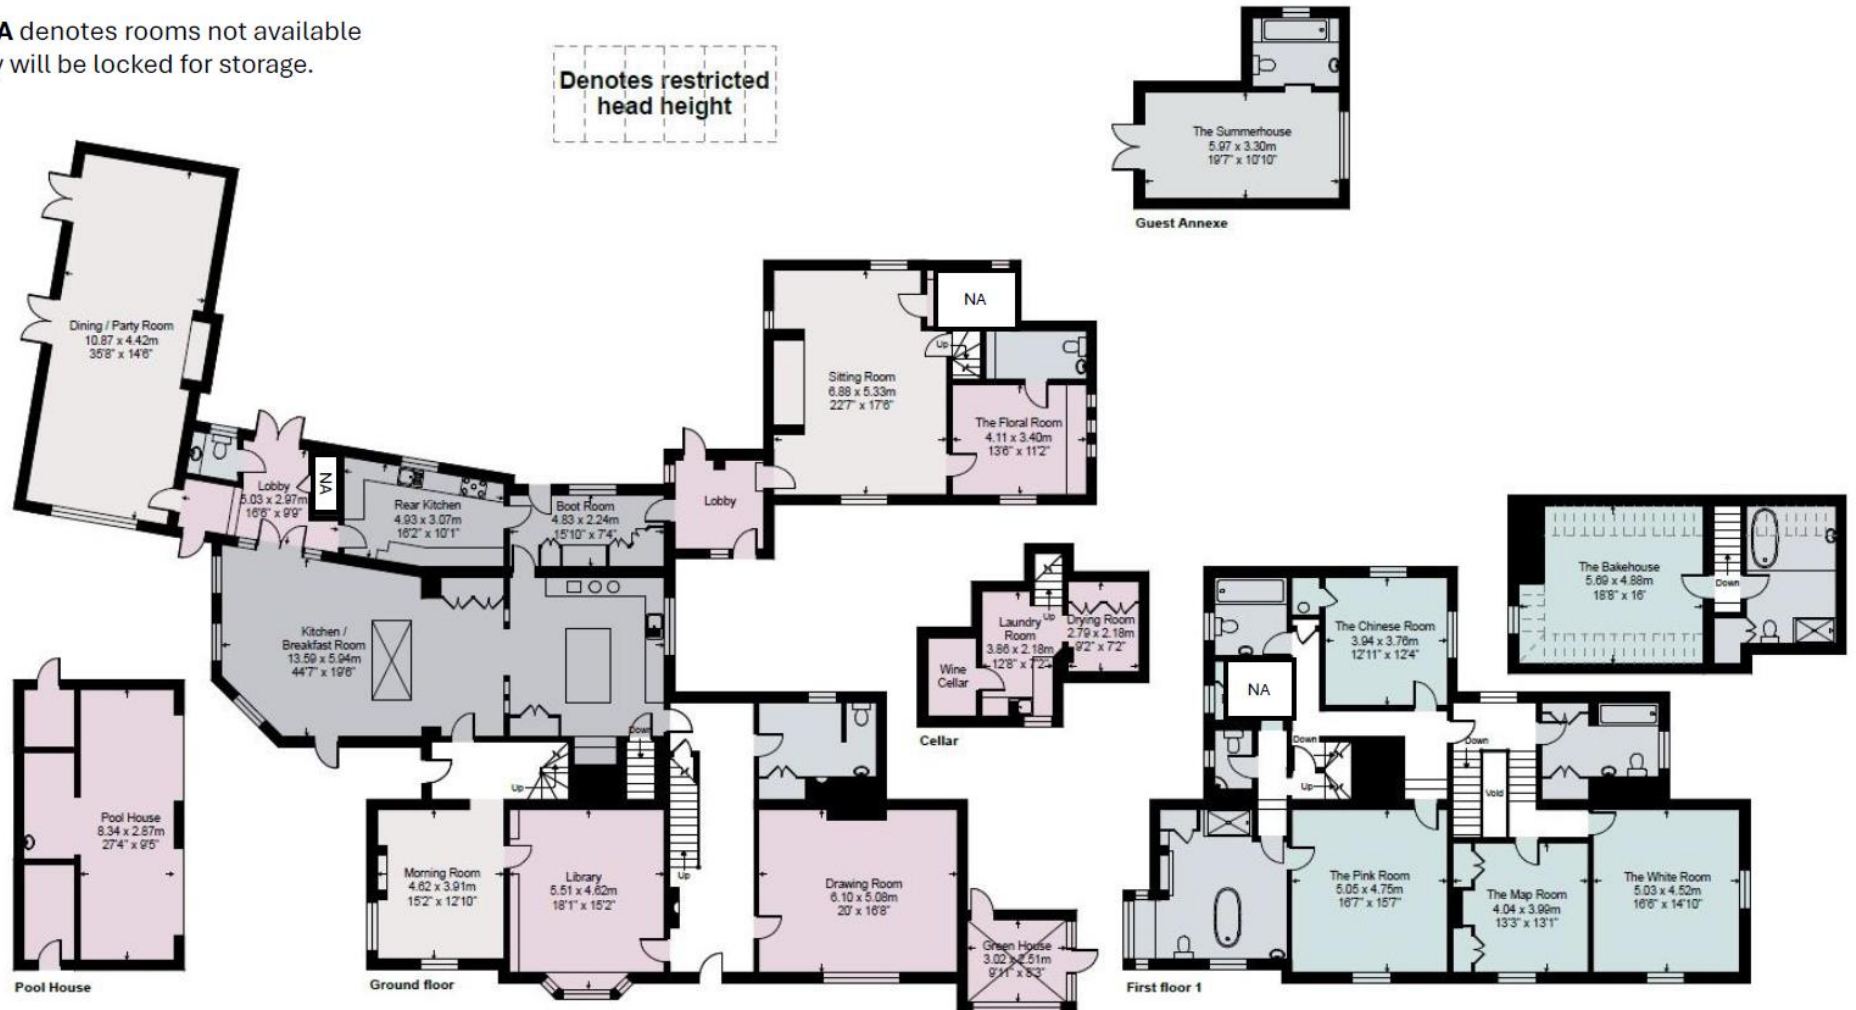 A denotes rooms not available
will be locked for storage.
Denotes restricted
head height
The Summerhouse
5.97 x 3.30m
19'7" x 10'10"
Guest Annexe
Dining / Party Room
10.87 x 4.42m
35'8" x 14'6"
NA
Sitting Room
6.88 x 5.33m
22'7" x 17'6"
Up
The Floral Room
4.11 x 3.40m
13'6" x 11'2"
Lobby
5.03 x 2.97m
16'6" x 9'9"
NA
Rear Kitchen
4.93 x 3.07m
16'2" x 10'1"
Boot Room
4.83 x 2.24m
15'10" x 7'4"
Lobby
Kitchen /
Breakfast Room
13.59 x 5.94m
44'7" x 19'6"
Down
Up
Up
Morning Room
4.62 x 3.91m
15'2" x 12'10"
Library
5.51 x 4.62m
18'1" x 15'2"
Drawing Room
6.10 x 5.08m
20' x 16'8"
Green House
3.02 x 2.51m
9'11" x 8'3"
Ground floor
Pool House
8.34 x 2.87m
27'4" x 9'5"
Pool House
Laundry
Room
3.86 x 2.18m
12'8" x 7'2"
Up
Drying Room
2.79 x 2.18m
9'2" x 7'2"
Wine
Cellar
Cellar
The Bakehouse
5.69 x 4.88m
18'8" x 16'
Down
The Chinese Room
3.94 x 3.76m
12'11" x 12'4"
NA
Down
Up
Down
Void
The Pink Room
5.05 x 4.75m
16'7" x 15'7"
The Map Room
4.04 x 3.99m
13'3" x 13'1"
The White Room
5.03 x 4.52m
16'6" x 14'10"
First floor 1